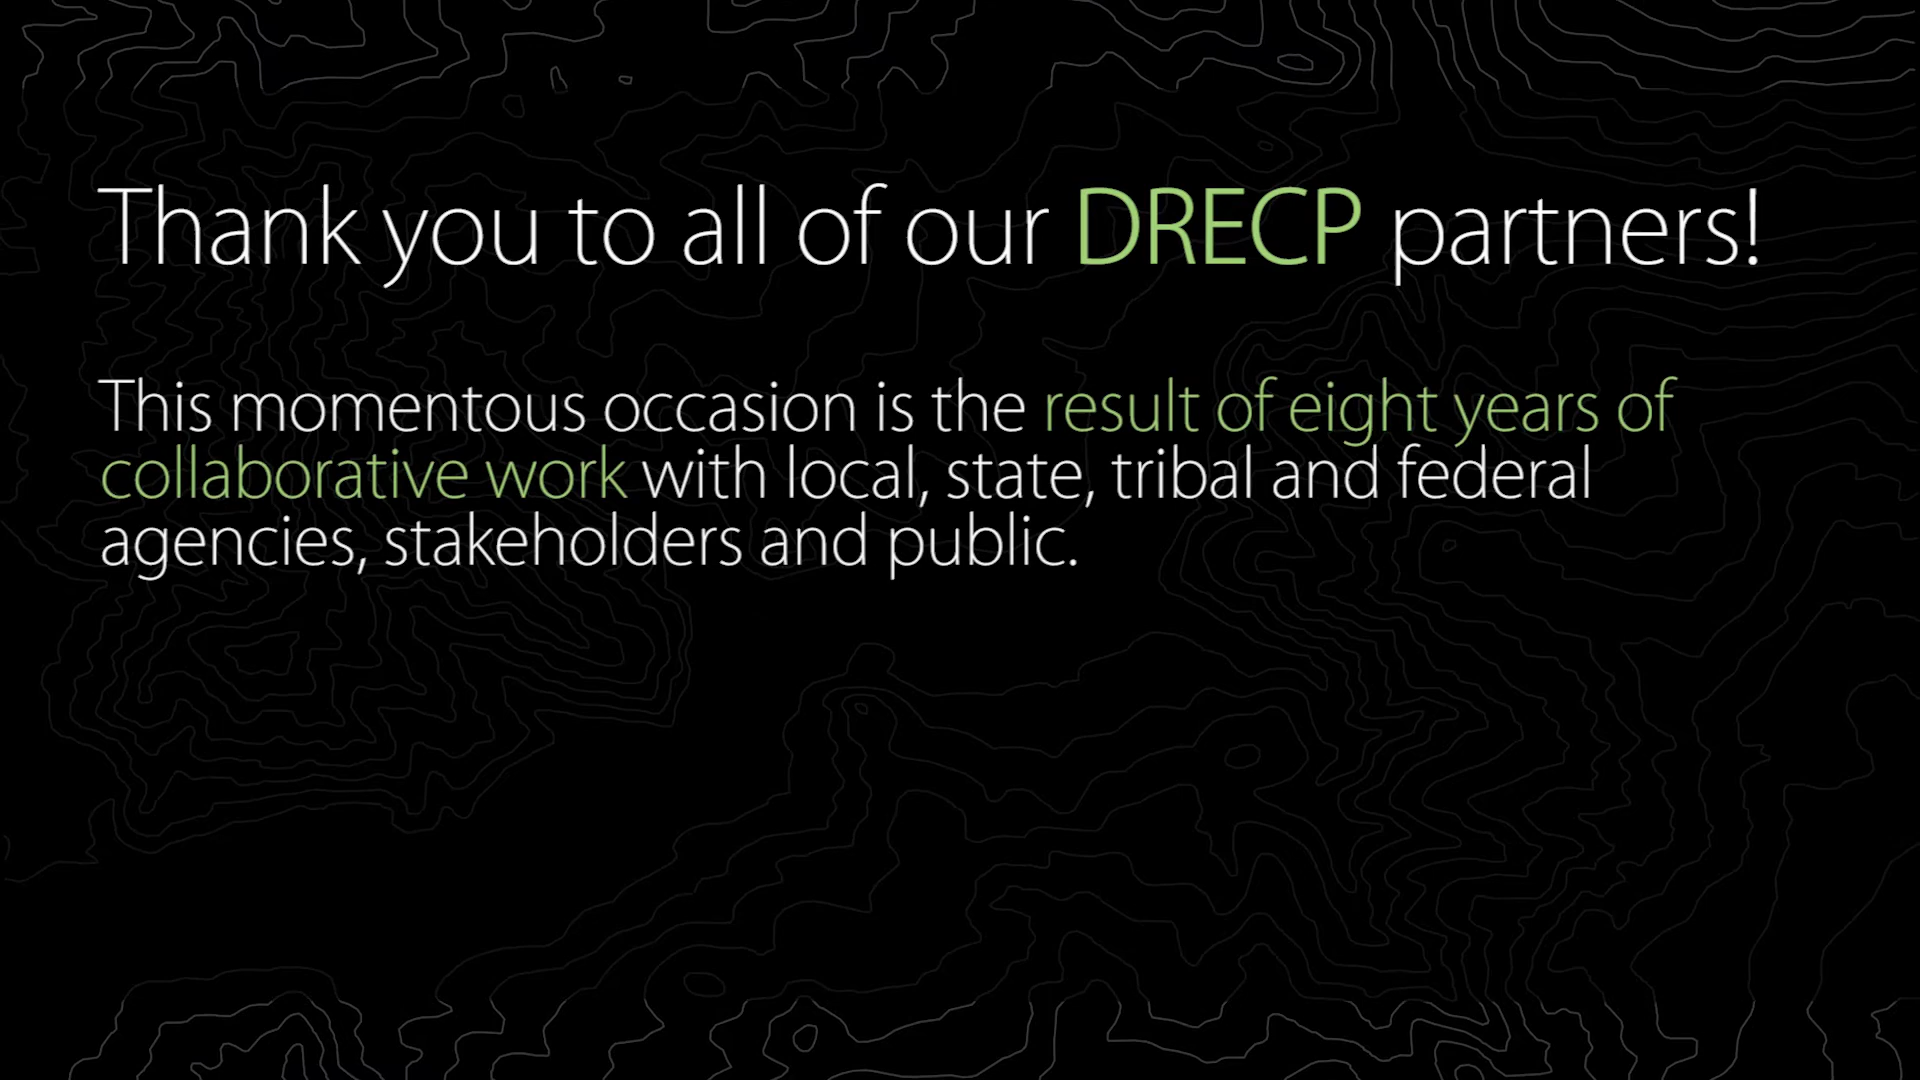 Thank you to all of our DRECP partners!
This momentous occasion is the result of eight years of
collaborative work with local, state, tribal and federal
agencies, stakeholders and public.